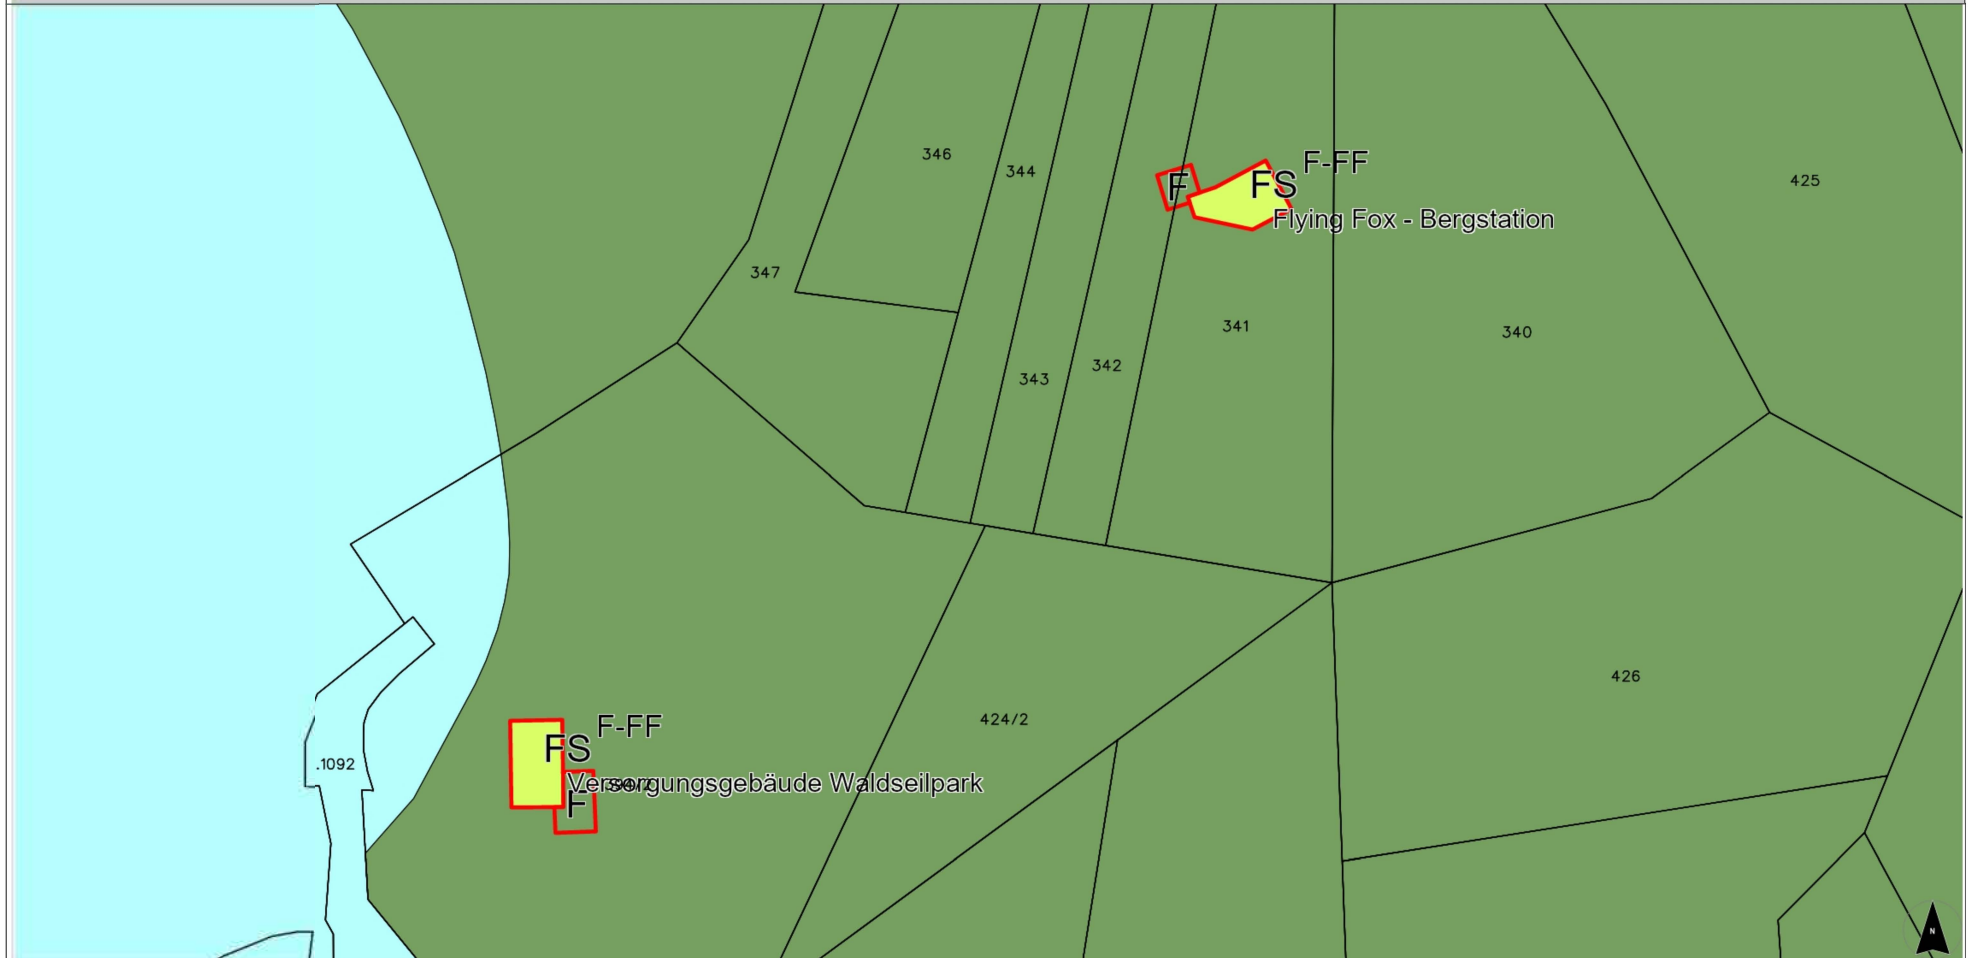 F-FF
346
344
425
F
FS
Flying Fox - Bergstation
347
341
340
342
343
426
424/2
F-FF
FS
.1092
Versorgungsgebäude Waldseilpark
F
N